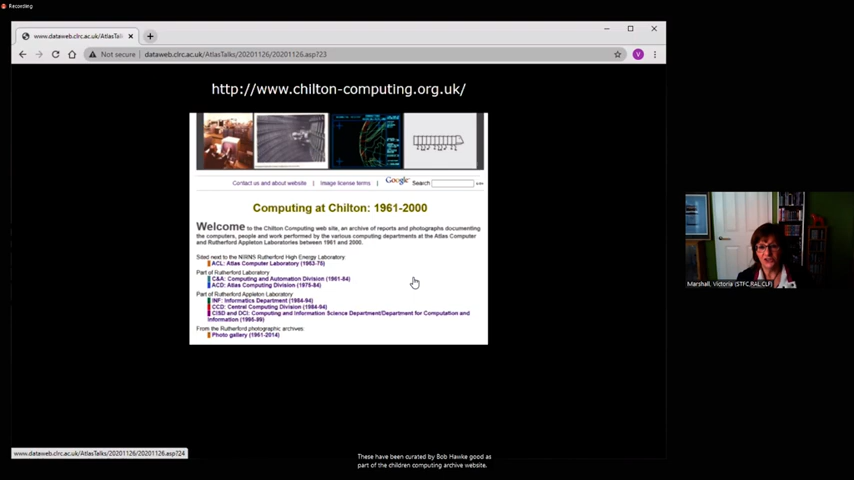 Recording
www.dataweb.clrc.ac.uk/AtlasTalk
Not secure | dataweb.clrc.ac.uk/AtlasTalks/20201126/20201126.asp?23
V
http://www.chilton-computing.org.uk/
Contact us and about website | Image license terms | Google Search
Computing at Chilton: 1961-2000
Welcome to the Chilton Computing web site, an archive of reports and photographs documenting
the computers, people and work performed by the various computing departments at the Atlas Computer
and Rutherford Appleton Laboratories between 1961 and 2000.
Sited next to the NIRNS Rutherford High Energy Laboratory
ACL: Atlas Computer Laboratory (1963-75)
Part of Rutherford Laboratory
C&A: Computing and Automation Division (1961-84)
ACD: Atlas Computing Division (1975-84)
Part of Rutherford Appleton Laboratory
INF: Informatics Department (1984-94)
CCD: Central Computing Division (1984-94)
CISD and DCI: Computing and Information Science Department/Department for Computation and
Information (1995-99)
From the Rutherford photographic archives
Photo gallery (1961-2014)
Marshall, Victoria (STFC,RAL,CLF)
www.dataweb.clrc.ac.uk/AtlasTalks/20201126/20201126.asp?24
These have been curated by Bob Hawke good as
part of the children computing archive website.